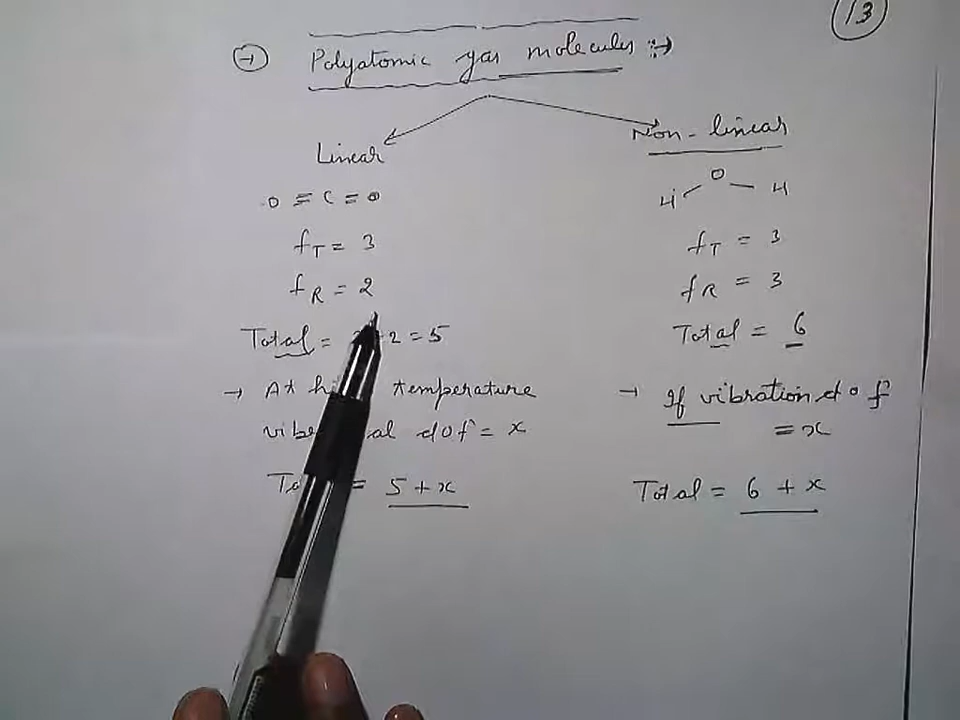 13
→ Polyatomic gas molecules :→
Linear
O = C = O
fT = 3
fR = 2
Total = + 2 = 5
→ At temperature
dof = x
= 5 + x
Non - linear
H O H
fT = 3
fR = 3
Total = 6
→ If vibration dof
= x
Total = 6 + x